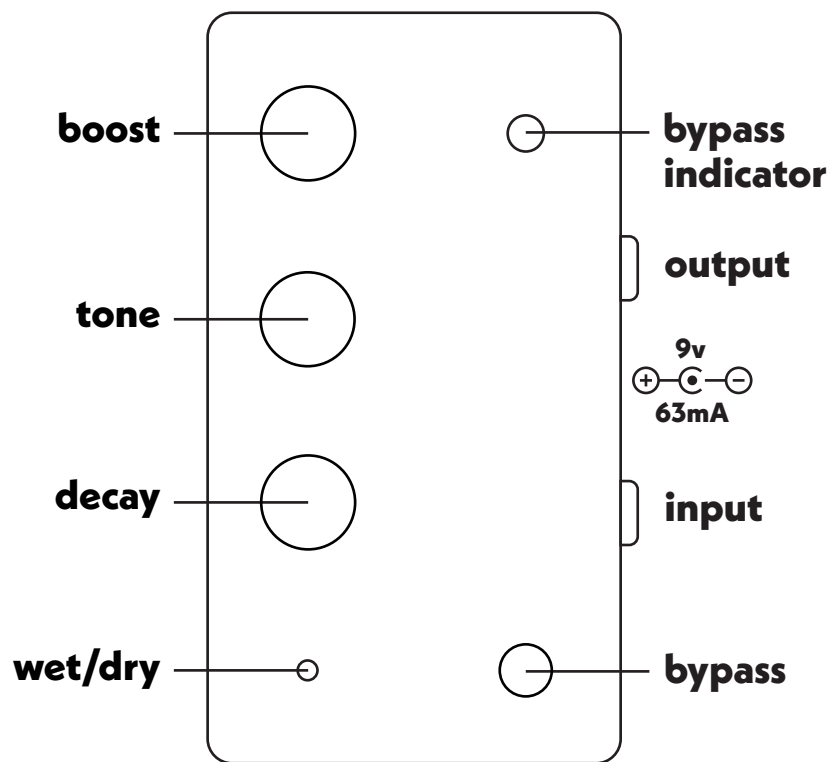 boost
bypass
indicator
output
tone
9v
63mA
decay
input
wet/dry
bypass